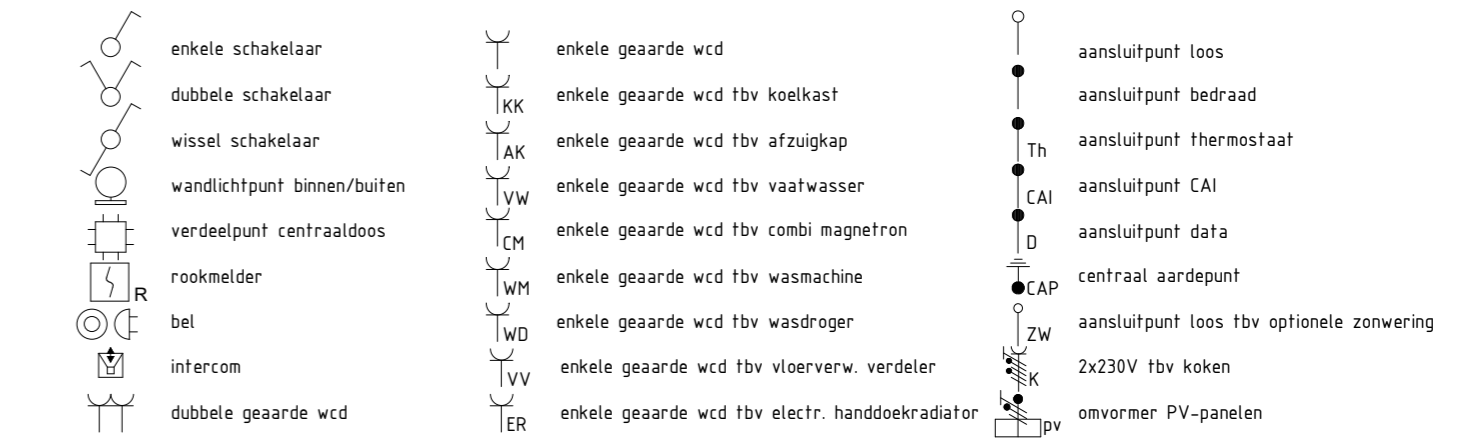 enkele schakelaar
dubbele schakelaar
wissel schakelaar
wandlichtpunt binnen/buiten
verdeelpunt centraaldoos
R rookmelder
bel
intercom
dubbele geaarde wcd
enkele geaarde wcd
KK enkele geaarde wcd tbv koelkast
AK enkele geaarde wcd tbv afzuigkap
VW enkele geaarde wcd tbv vaatwasser
CM enkele geaarde wcd tbv combi magnetron
WM enkele geaarde wcd tbv wasmachine
WD enkele geaarde wcd tbv wasdroger
VV enkele geaarde wcd tbv vloerverw. verdeler
ER enkele geaarde wcd tbv electr. handdoekradiator
aansluitpunt loos
aansluitpunt bedraad
Th aansluitpunt thermostaat
CAI aansluitpunt CAI
D aansluitpunt data
CAP centraal aardepunt
ZW aansluitpunt loos tbv optionele zonwering
K 2x230V tbv koken
pv omvormer PV-panelen